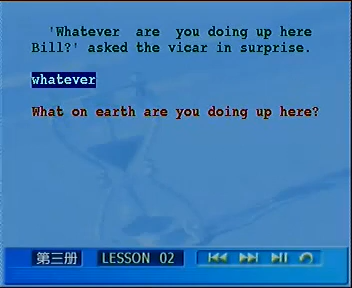 'Whatever are you doing up here
Bill?' asked the vicar in surprise.
whatever
What on earth are you doing up here?
第三册 LESSON 02